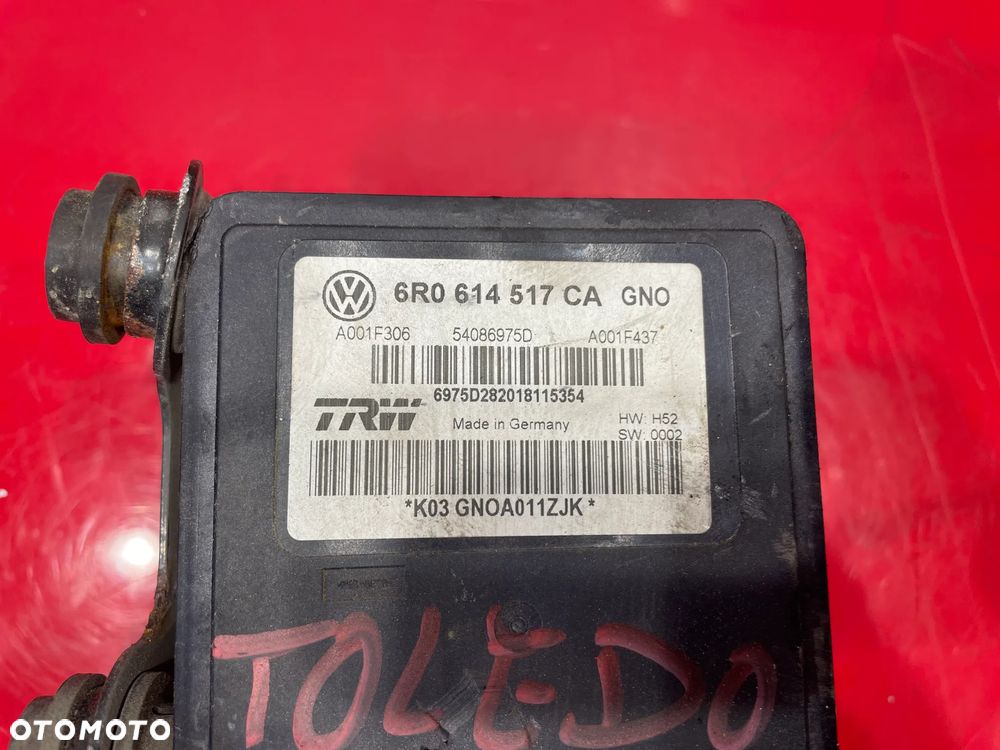 6R0 614 517 CA GNO
A001F306 54086975D A001F437
6975D282018115354
TRW Made in Germany HW: H52
SW: 0002
*K03 GNOA011ZJK*
TOLEDO
OTOMOTO
OTOMOTO